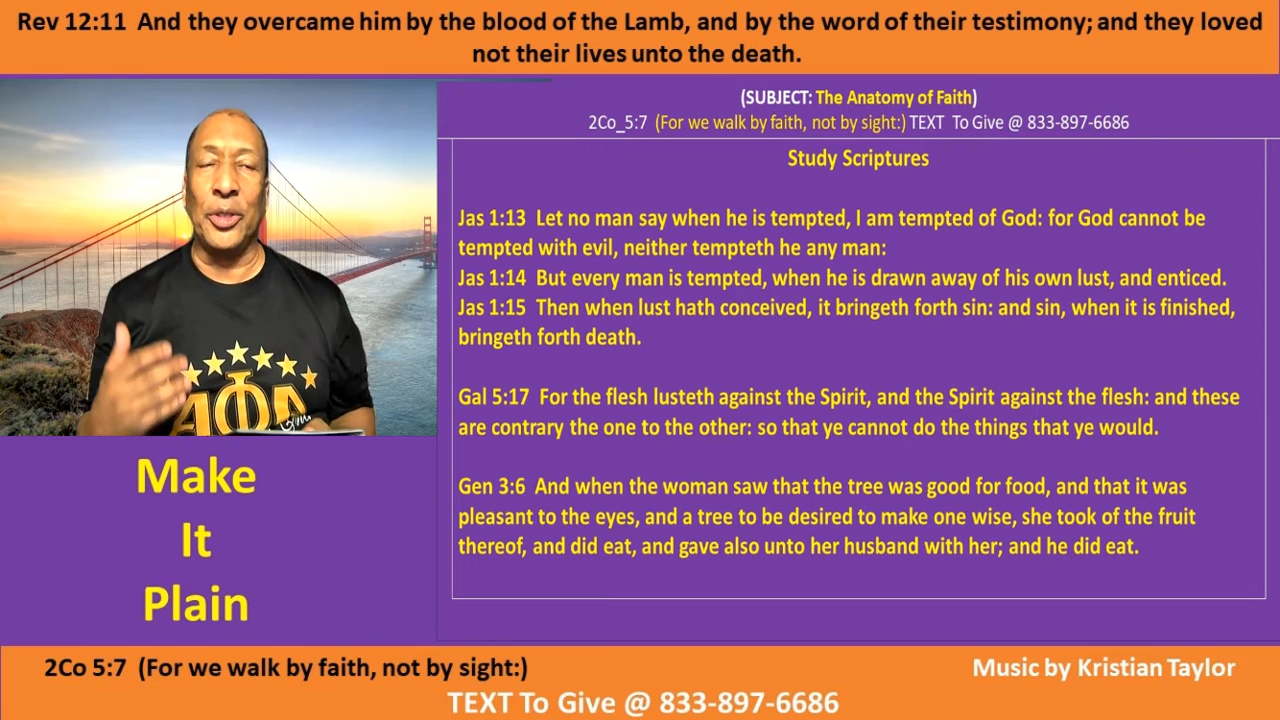 Rev 12:11 And they overcame him by the blood of the Lamb, and by the word of their testimony; and they loved
not their lives unto the death.
(SUBJECT: The Anatomy of Faith)
2Co_5:7 (For we walk by faith, not by sight:) TEXT To Give @ 833-897-6686
Study Scriptures
Jas 1:13 Let no man say when he is tempted, I am tempted of God: for God cannot be
tempted with evil, neither tempteth he any man:
Jas 1:14 But every man is tempted, when he is drawn away of his own lust, and enticed.
Jas 1:15 Then when lust hath conceived, it bringeth forth sin: and sin, when it is finished,
bringeth forth death.
Gal 5:17 For the flesh lusteth against the Spirit, and the Spirit against the flesh: and these
are contrary the one to the other: so that ye cannot do the things that ye would.
Gen 3:6 And when the woman saw that the tree was good for food, and that it was
pleasant to the eyes, and a tree to be desired to make one wise, she took of the fruit
thereof, and did eat, and gave also unto her husband with her; and he did eat.
ΑΦΑ
Make
It
Plain
2Co 5:7 (For we walk by faith, not by sight:)
Music by Kristian Taylor
TEXT To Give @ 833-897-6686